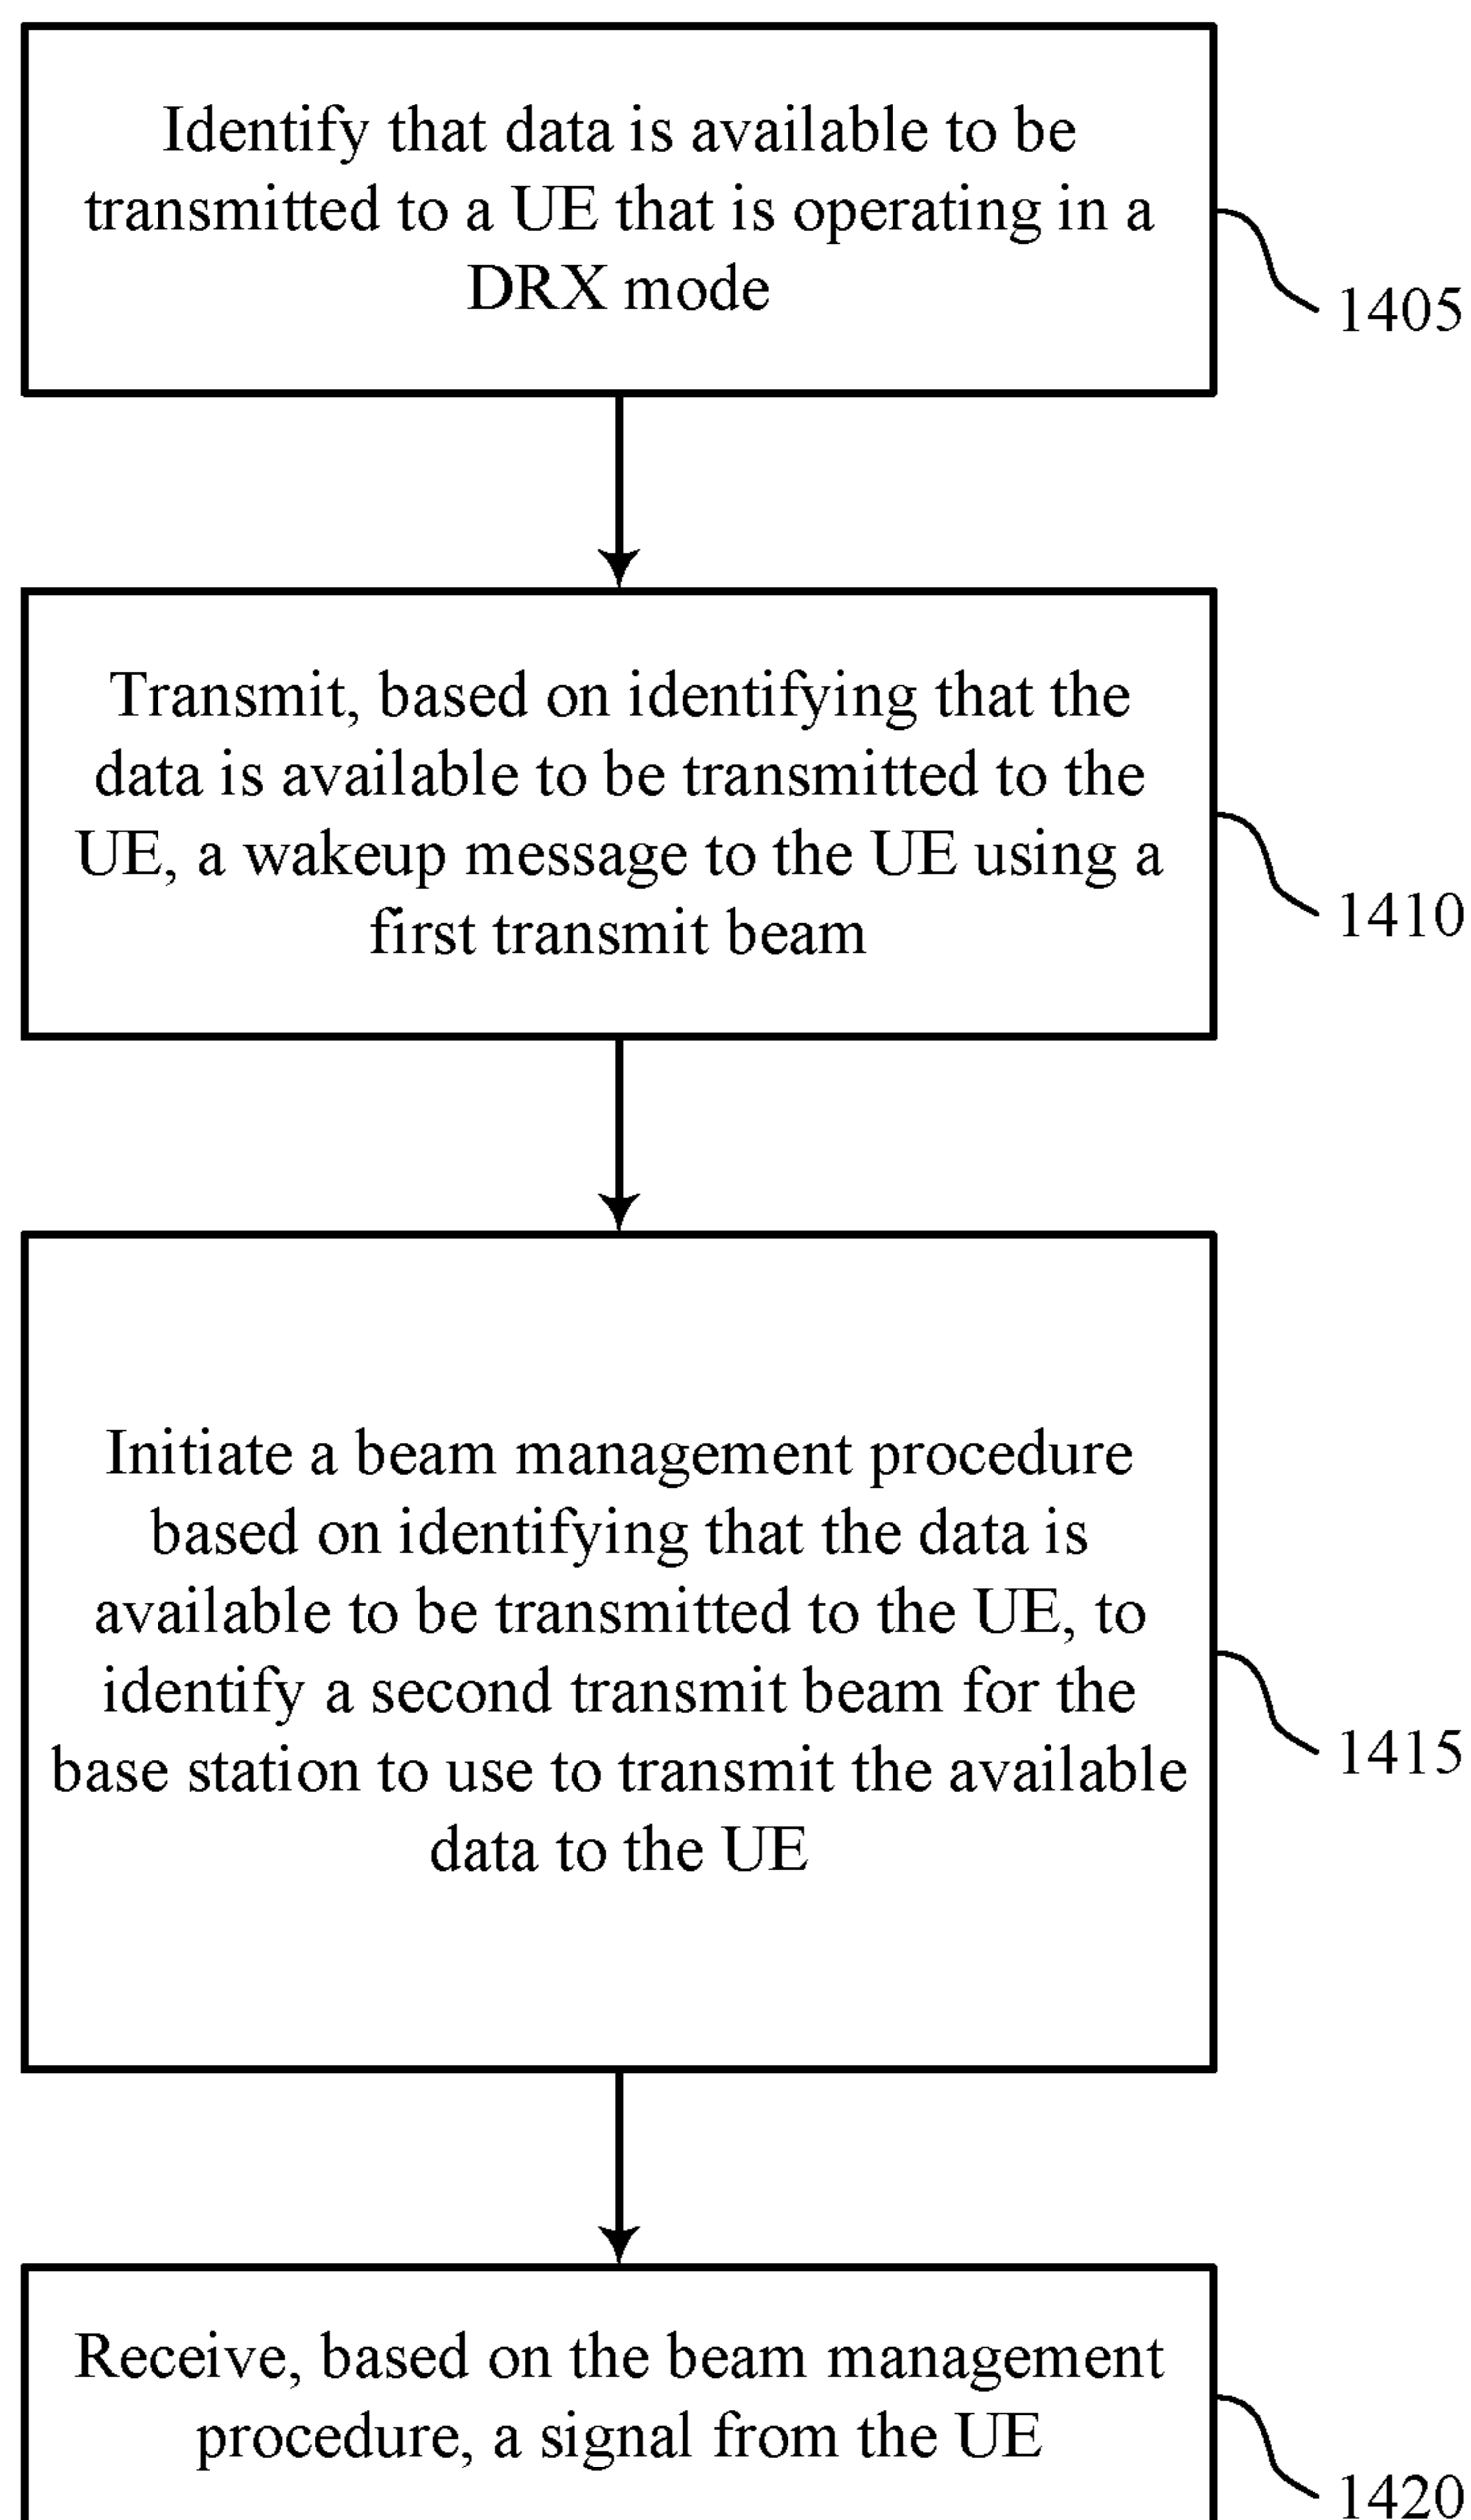 Identify that data is available to be
transmitted to a UE that is operating in a
DRX mode
1405
Transmit, based on identifying that the
data is available to be transmitted to the
UE, a wakeup message to the UE using a
first transmit beam
1410
Initiate a beam management procedure
based on identifying that the data is
available to be transmitted to the UE, to
identify a second transmit beam for the
base station to use to transmit the available
data to the UE
1415
Receive, based on the beam management
procedure, a signal from the UE
1420